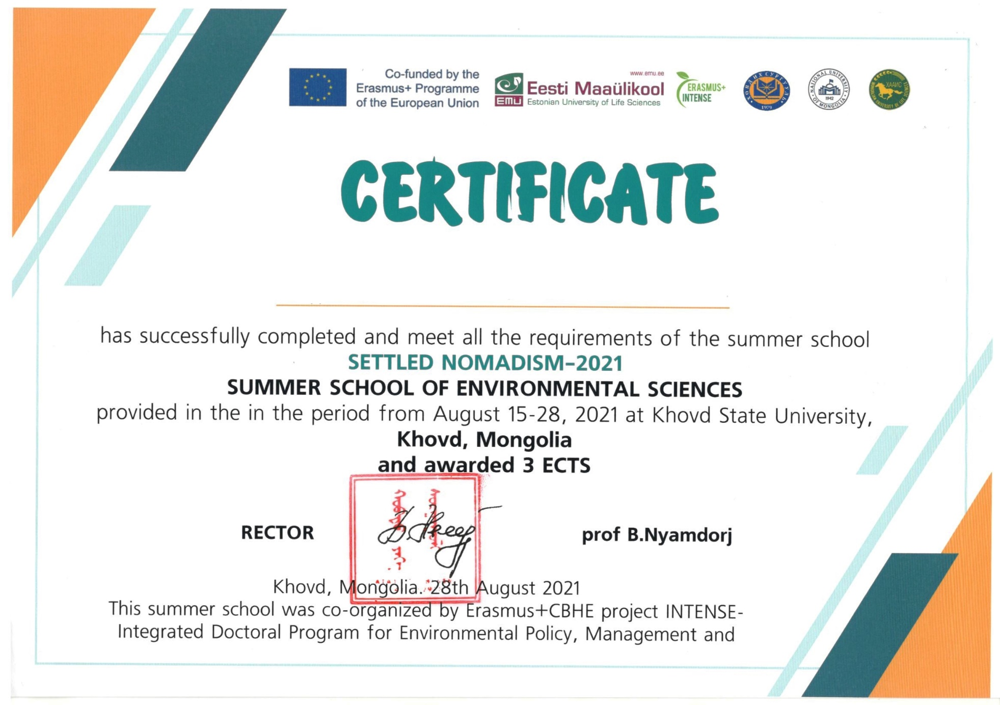 Co-funded by the
Erasmus+ Programme
of the European Union
www.emu.ee
EMÜ
Eesti Maaülikool
Estonian University of Life Sciences
ERASMUS+
INTENSE
ХОВД ИХ СУРГУУЛЬ
1979
NATIONAL UNIVERSITY
1942
OF MONGOLIA
ХААИС
MONGOLIAN UNIVERSITY OF LIFE SCIENCE
CERTIFICATE
has successfully completed and meet all the requirements of the summer school
SETTLED NOMADISM-2021
SUMMER SCHOOL OF ENVIRONMENTAL SCIENCES
provided in the in the period from August 15-28, 2021 at Khovd State University,
Khovd, Mongolia
and awarded 3 ECTS
RECTOR
prof B.Nyamdorj
Khovd, Mongolia. 28th August 2021
This summer school was co-organized by Erasmus+CBHE project INTENSE-
Integrated Doctoral Program for Environmental Policy, Management and